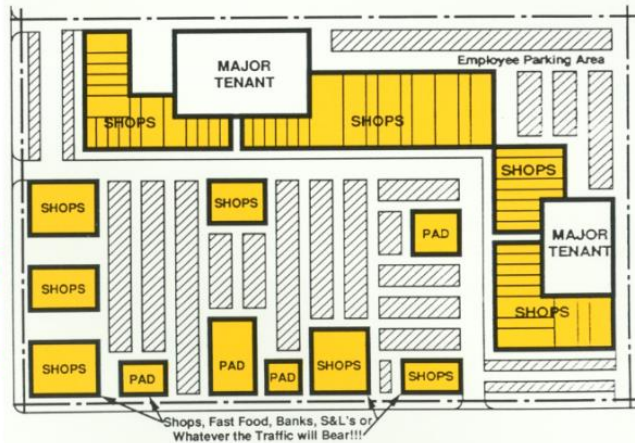 MAJOR
TENANT
Employee Parking Area
SHOPS
SHOPS
SHOPS
SHOPS
SHOPS
MAJOR
TENANT
PAD
SHOPS
SHOPS
SHOPS
PAD
PAD
PAD
SHOPS
SHOPS
Shops, Fast Food, Banks, S&L's or
Whatever the Traffic will Bear!!!